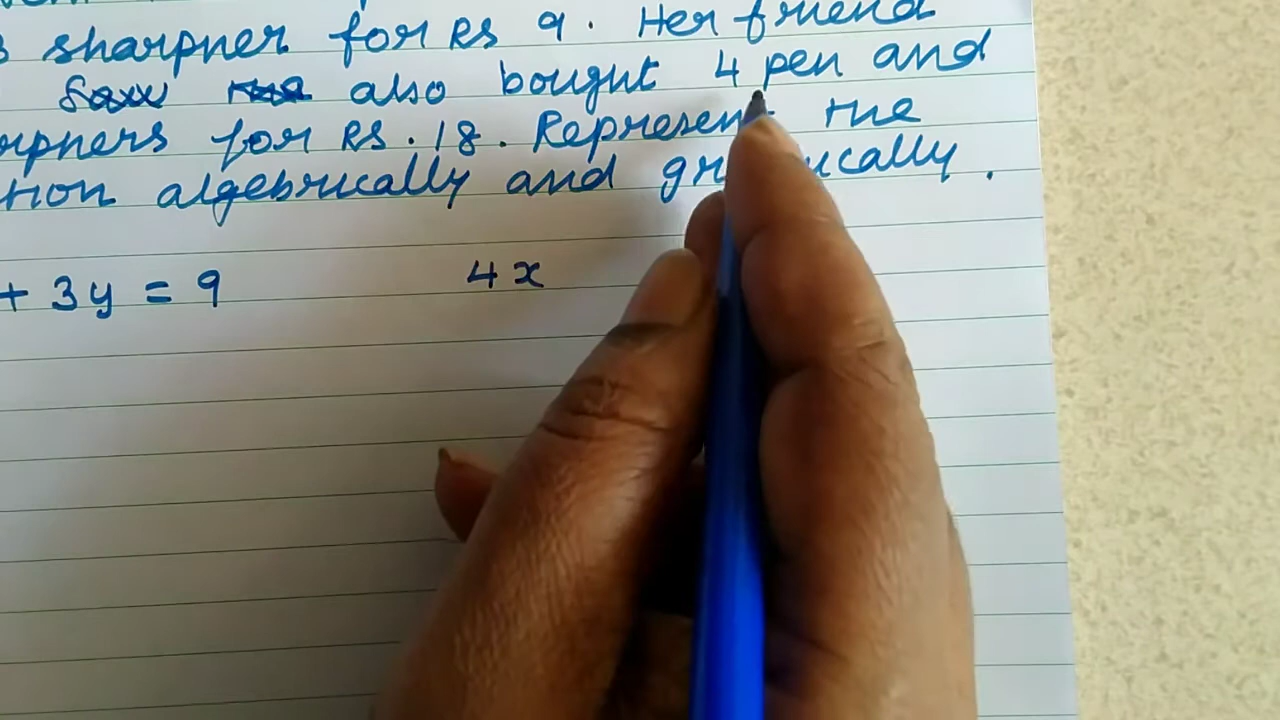 sharpner for Rs 9. Her friend
also bought 4 pen and
rpners for Rs. 18. Represent the
tion algebrically and gr ically.
+ 3y = 9 4x